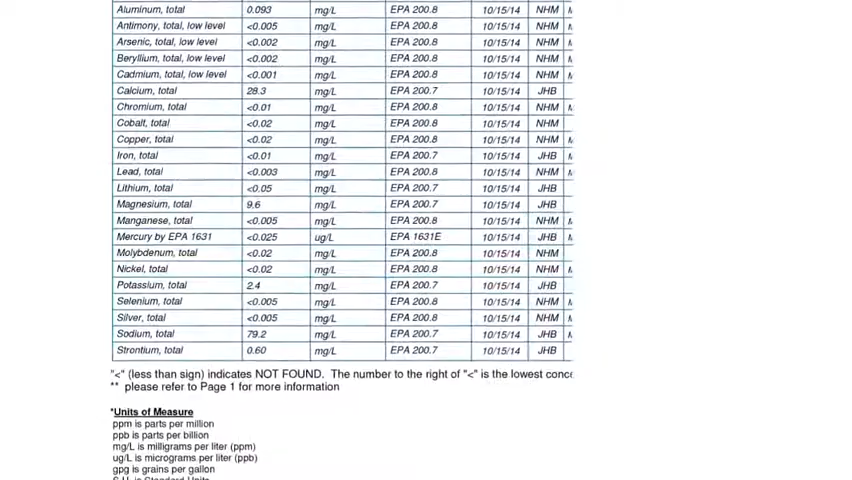 Aluminum, total 0.093 mg/L EPA 200.8 10/15/14 NHM
Antimony, total, low level <0.005 mg/L EPA 200.8 10/15/14 NHM
Arsenic, total, low level <0.002 mg/L EPA 200.8 10/15/14 NHM
Beryllium, total, low level <0.002 mg/L EPA 200.8 10/15/14 NHM
Cadmium, total, low level <0.001 mg/L EPA 200.8 10/15/14 NHM
Calcium, total 28.3 mg/L EPA 200.7 10/15/14 JHB
Chromium, total <0.01 mg/L EPA 200.8 10/15/14 NHM
Cobalt, total <0.02 mg/L EPA 200.8 10/15/14 NHM
Copper, total <0.02 mg/L EPA 200.8 10/15/14 NHM
Iron, total <0.01 mg/L EPA 200.7 10/15/14 JHB
Lead, total <0.003 mg/L EPA 200.8 10/15/14 NHM
Lithium, total <0.05 mg/L EPA 200.7 10/15/14 JHB
Magnesium, total 9.6 mg/L EPA 200.7 10/15/14 JHB
Manganese, total <0.005 mg/L EPA 200.8 10/15/14 NHM
Mercury by EPA 1631 <0.025 ug/L EPA 1631E 10/15/14 JHB
Molybdenum, total <0.02 mg/L EPA 200.8 10/15/14 NHM
Nickel, total <0.02 mg/L EPA 200.8 10/15/14 NHM
Potassium, total 2.4 mg/L EPA 200.7 10/15/14 JHB
Selenium, total <0.005 mg/L EPA 200.8 10/15/14 NHM
Silver, total <0.005 mg/L EPA 200.8 10/15/14 NHM
Sodium, total 79.2 mg/L EPA 200.7 10/15/14 JHB
Strontium, total 0.60 mg/L EPA 200.7 10/15/14 JHB
"<" (less than sign) indicates NOT FOUND. The number to the right of "<" is the lowest
** please refer to Page 1 for more information
*Units of Measure
ppm is parts per million
ppb is parts per billion
mg/L is milligrams per liter (ppm)
ug/L is micrograms per liter (ppb)
gpg is grains per gallon